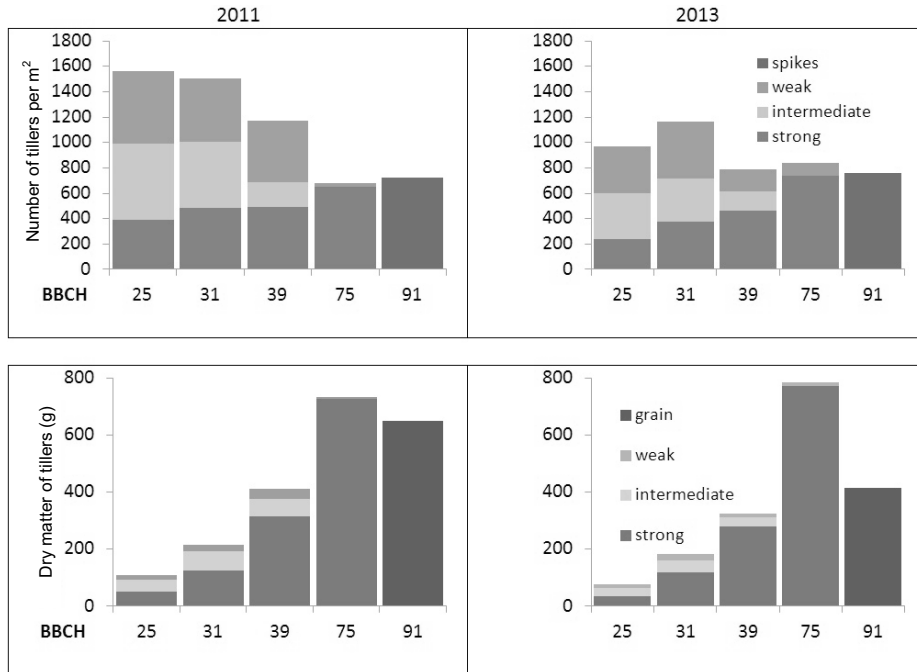 2011
2013
Number of tillers per m²
1800
1600
1400
1200
1000
800
600
400
200
0
BBCH 25 31 39 75 91
1800
1600
1400
1200
1000
800
600
400
200
0
spikes
weak
intermediate
strong
25 31 39 75 91
Dry matter of tillers (g)
800
600
400
200
0
BBCH 25 31 39 75 91
800
600
400
200
0
grain
weak
intermediate
strong
25 31 39 75 91